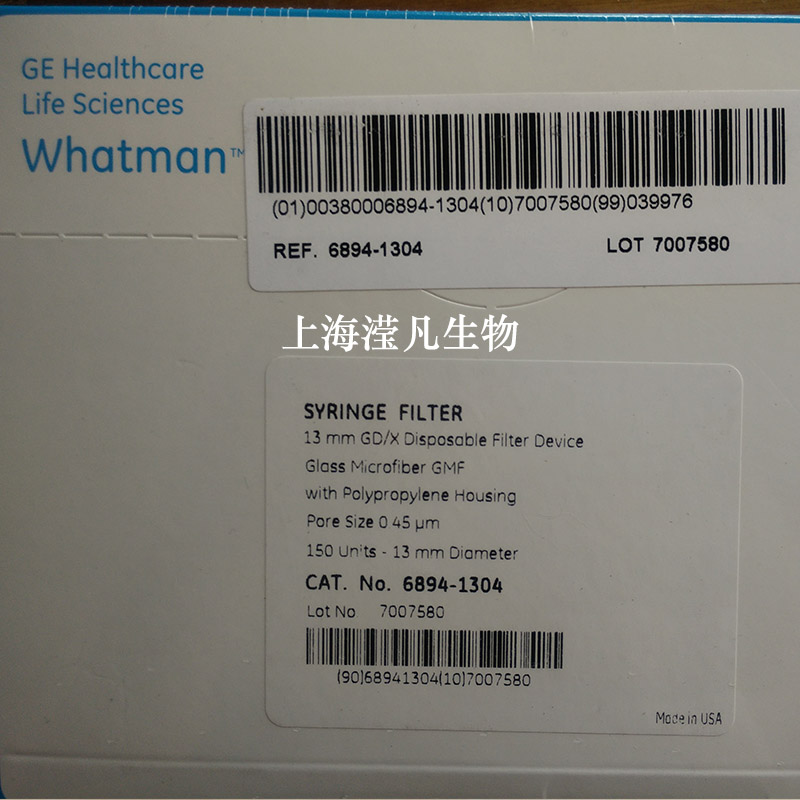 GE Healthcare
Life Sciences
Whatman™
(01)00380006894-1304(10)7007580(99)039976
REF. 6894-1304 LOT 7007580
上海滢凡生物
SYRINGE FILTER
13 mm GD/X Disposable Filter Device
Glass Microfiber GMF
with Polypropylene Housing
Pore Size 0.45 µm
150 Units - 13 mm Diameter
CAT. No. 6894-1304
Lot No 7007580
(90)68941304(10)7007580
Made in USA